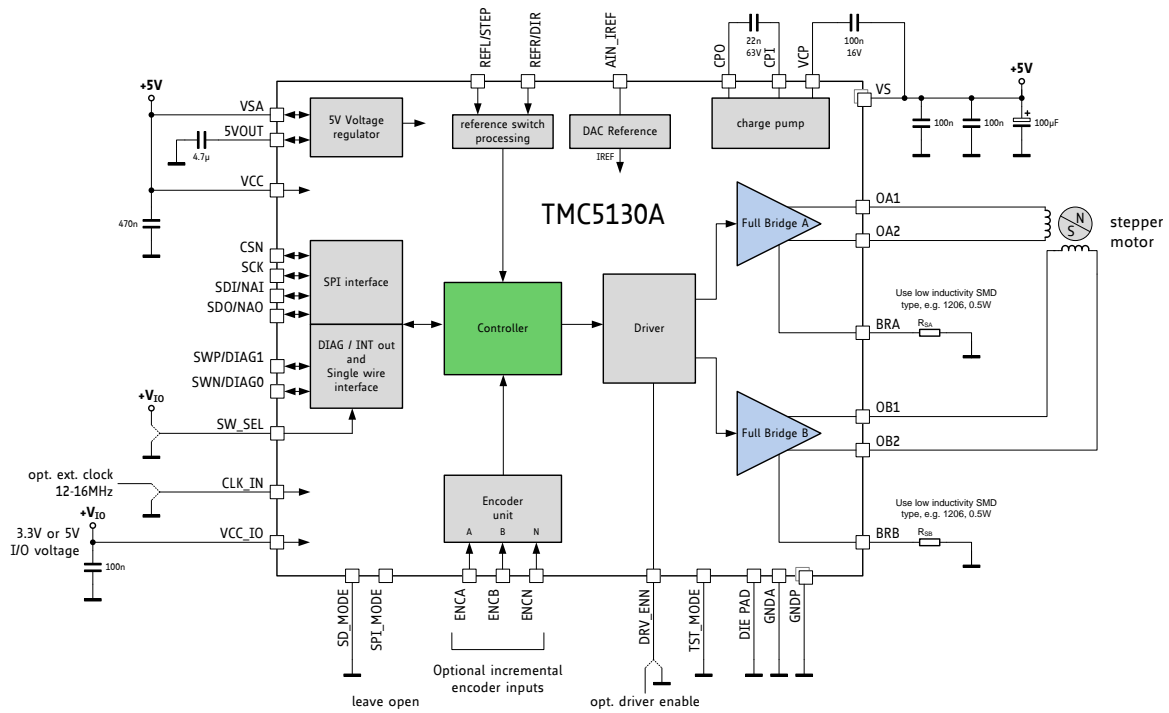 REFL/STEP
REFR/DIR
AIN_IREF
CPO
22n
63V
CPI
VCP
100n
16V
+5V
VSA
5VOUT
4.7µ
VCC
470n
5V Voltage
regulator
reference switch
processing
DAC Reference
IREF
charge pump
VS
+5V
100n
100n
+
100µF
TMC5130A
Full Bridge A
OA1
OA2
N
S
stepper
motor
CSN
SCK
SDI/NAI
SDO/NAO
SPI interface
DIAG / INT out
and
Single wire
interface
Controller
Driver
Use low inductivity SMD
type, e.g. 1206, 0.5W
BRA
RSA
SWP/DIAG1
SWN/DIAG0
+VIO
SW_SEL
Full Bridge B
OB1
OB2
opt. ext. clock
12-16MHz
CLK_IN
+VIO
3.3V or 5V
I/O voltage
VCC_IO
100n
Encoder
unit
A B N
Use low inductivity SMD
type, e.g. 1206, 0.5W
BRB
RSB
SD_MODE
SPI_MODE
ENCA
ENCB
ENCN
DRV_ENN
TST_MODE
DIE PAD
GNDA
GNDP
Optional incremental
encoder inputs
leave open
opt. driver enable